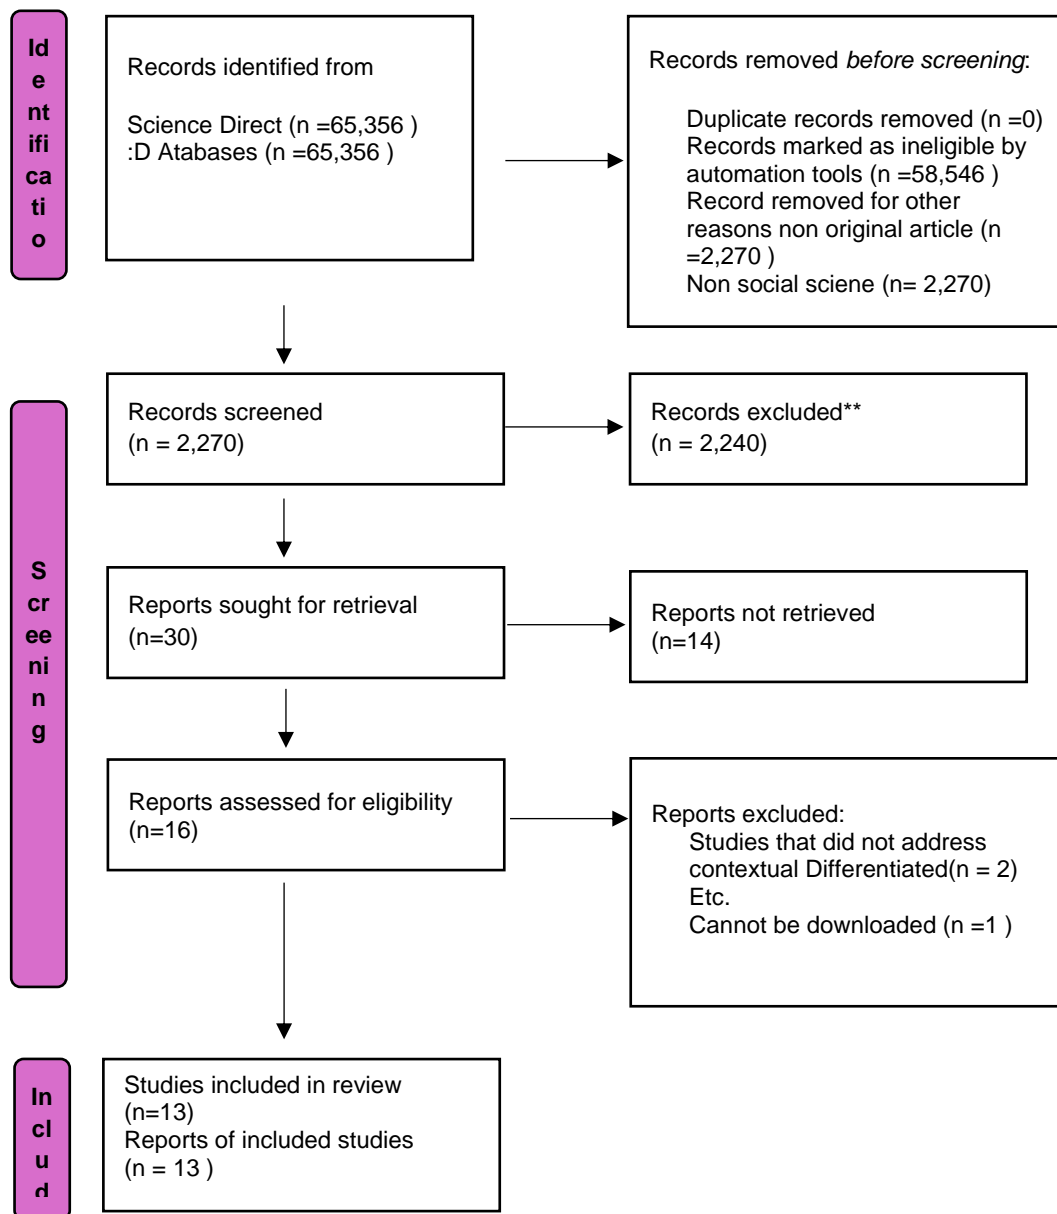 Id
e
nt
ifi
ca
ti
o
Records identified from
Science Direct (n =65,356 )
:D Atabases (n =65,356 )
Records removed before screening:
Duplicate records removed (n =0)
Records marked as ineligible by
automation tools (n =58,546 )
Record removed for other
reasons non original article (n
=2,270 )
Non social sciene (n= 2,270)
S
cr
ee
ni
n
g
Records screened
(n = 2,270)
Records excluded**
(n = 2,240)
Reports sought for retrieval
(n=30)
Reports not retrieved
(n=14)
Reports assessed for eligibility
(n=16)
Reports excluded:
Studies that did not address
contextual Differentiated(n = 2)
Etc.
Cannot be downloaded (n =1 )
In
cl
u
d
Studies included in review
(n=13)
Reports of included studies
(n = 13 )